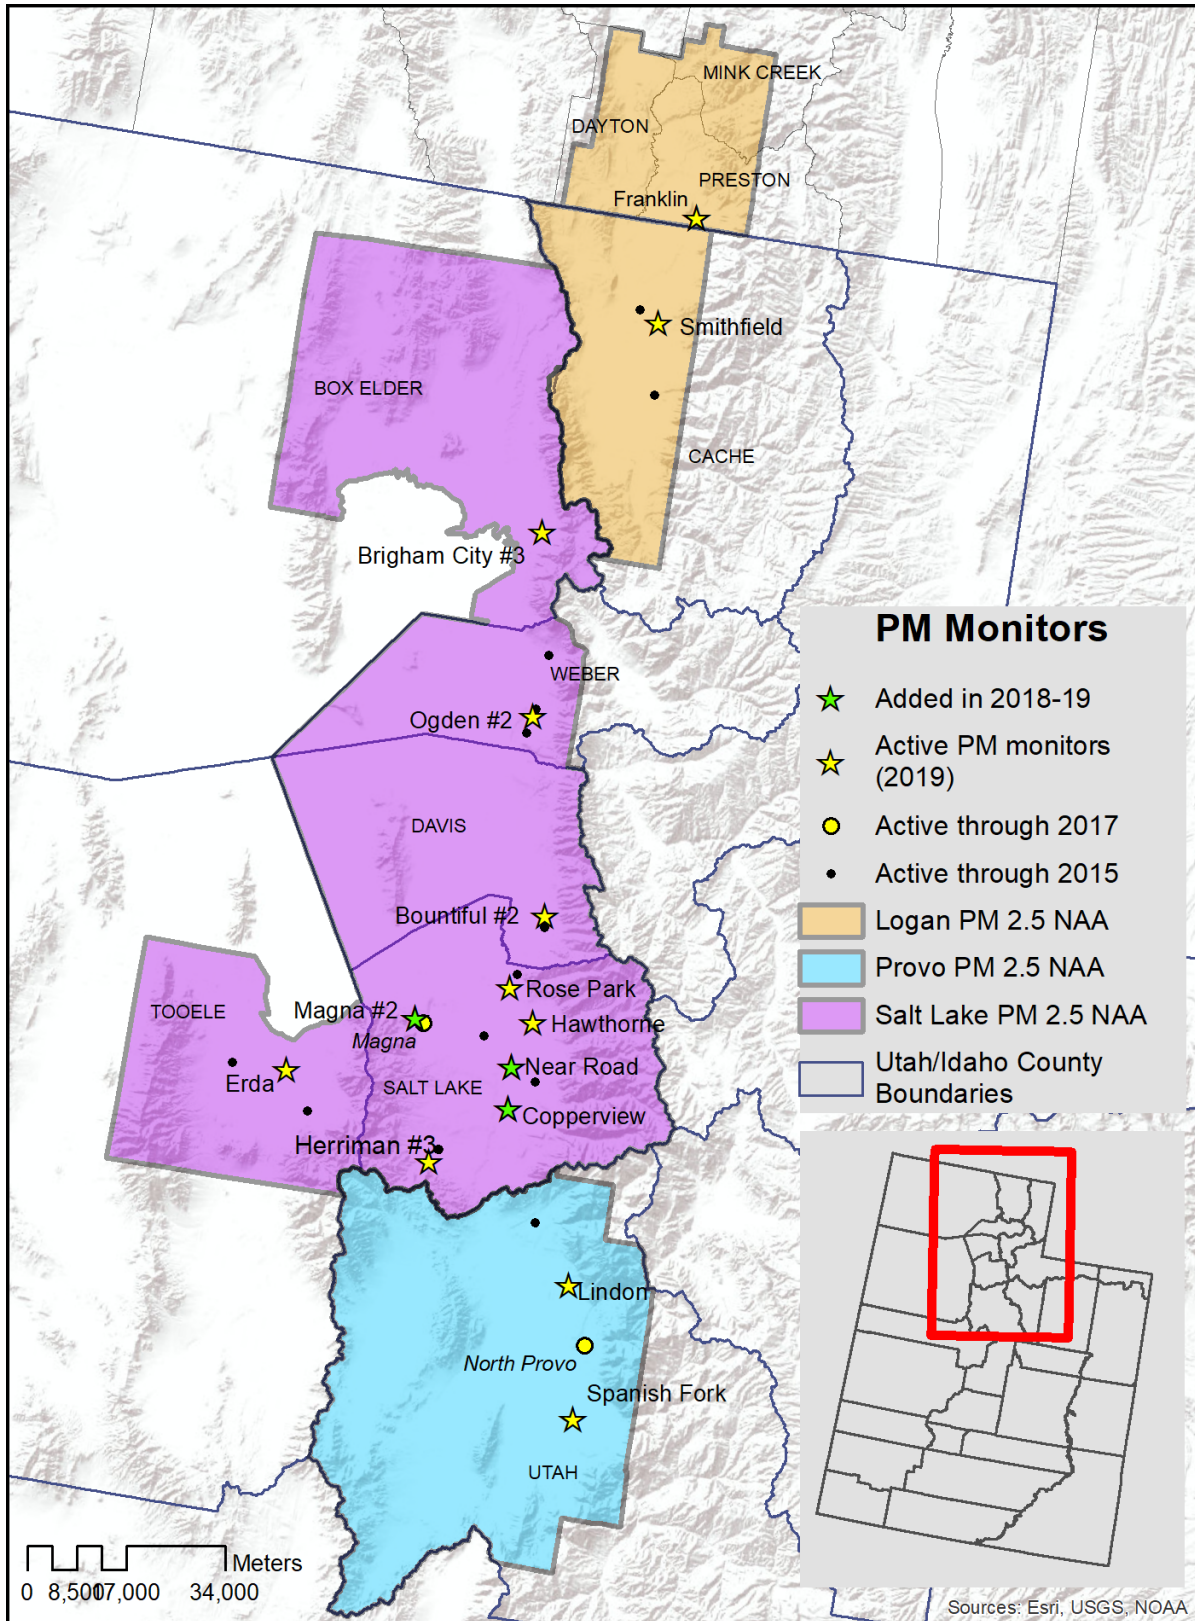 MINK CREEK
DAYTON
PRESTON
Franklin
Smithfield
BOX ELDER
CACHE
Brigham City #3
WEBER
Ogden #2
DAVIS
Bountiful #2
Rose Park
TOOELE
Magna #2
Hawthorne
Magna
Near Road
Erda
SALT LAKE
Copperview
Herriman #3
Lindon
North Provo
Spanish Fork
UTAH
PM Monitors
Added in 2018-19
Active PM monitors
(2019)
Active through 2017
Active through 2015
Logan PM 2.5 NAA
Provo PM 2.5 NAA
Salt Lake PM 2.5 NAA
Utah/Idaho County
Boundaries
Meters
0 8,500 17,000 34,000
Sources: Esri, USGS, NOAA